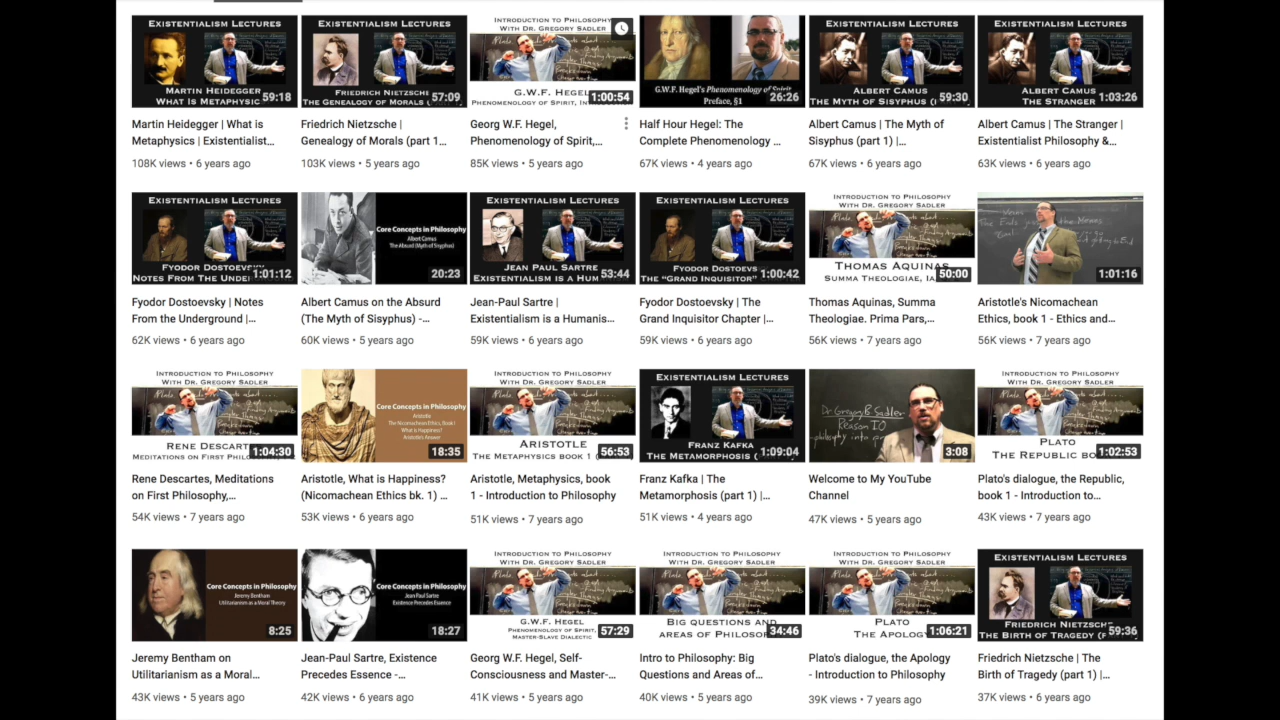 EXISTENTIALISM LECTURES
MARTIN HEIDEGGER
WHAT IS METAPHYSIC
59:18
Martin Heidegger | What is
Metaphysics | Existentialist...
108K views • 6 years ago
EXISTENTIALISM LECTURES
FRIEDRICH NIETZSCHE
THE GENEALOGY OF MORALS (
57:09
Friedrich Nietzsche |
Genealogy of Morals (part 1...
103K views • 5 years ago
INTRODUCTION TO PHILOSOPHY
WITH DR. GREGORY SADLER
G.W.F. HEGEL
PHENOMENOLOGY OF SPIRIT, IN
1:00:54
Georg W.F. Hegel,
Phenomenology of Spirit,...
85K views • 5 years ago
G.W.F. Hegel's Phenomenology of Spirit
Preface, §1
26:26
Half Hour Hegel: The
Complete Phenomenology ...
67K views • 4 years ago
EXISTENTIALISM LECTURES
ALBERT CAMUS
THE MYTH OF SISYPHUS (
59:30
Albert Camus | The Myth of
Sisyphus (part 1) |...
67K views • 6 years ago
EXISTENTIALISM LECTURES
ALBERT CAMUS
THE STRANGER
1:03:26
Albert Camus | The Stranger |
Existentialist Philosophy &...
63K views • 6 years ago
EXISTENTIALISM LECTURES
FYODOR DOSTOEV
NOTES FROM THE UNDE
1:01:12
Fyodor Dostoevsky | Notes
From the Underground |...
62K views • 6 years ago
Core Concepts in Philosophy
Albert Camus
The Absurd (Myth of Sisyphus)
20:23
Albert Camus on the Absurd
(The Myth of Sisyphus) -...
60K views • 5 years ago
EXISTENTIALISM LECTURES
JEAN PAUL SARTRE
EXISTENTIALISM IS A HUM
53:44
Jean-Paul Sartre |
Existentialism is a Humanis...
59K views • 6 years ago
EXISTENTIALISM LECTURES
FYODOR DOSTOEVS
THE "GRAND INQUISITOR"
1:00:42
Fyodor Dostoevsky | The
Grand Inquisitor Chapter |...
59K views • 6 years ago
INTRODUCTION TO PHILOSOPHY
WITH DR. GREGORY SADLER
THOMAS AQUINAS
SUMMA THEOLOGIAE, IA
50:00
Thomas Aquinas, Summa
Theologiae. Prima Pars,...
56K views • 7 years ago
1:01:16
Aristotle's Nicomachean
Ethics, book 1 - Ethics and...
56K views • 7 years ago
INTRODUCTION TO PHILOSOPHY
WITH DR. GREGORY SADLER
RENE DESCART
MEDITATIONS ON FIRST PHILO
1:04:30
Rene Descartes, Meditations
on First Philosophy,...
54K views • 7 years ago
Core Concepts in Philosophy
Aristotle
The Nicomachean Ethics, Book I
What is Happiness?
Aristotle's Answer
18:35
Aristotle, What is Happiness?
(Nicomachean Ethics bk. 1) ...
53K views • 6 years ago
INTRODUCTION TO PHILOSOPHY
WITH DR. GREGORY SADLER
ARISTOTLE
THE METAPHYSICS BOOK 1 (
56:53
Aristotle, Metaphysics, book
1 - Introduction to Philosophy
51K views • 7 years ago
EXISTENTIALISM LECTURES
FRANZ KAFKA
THE METAMORPHOSIS (
1:09:04
Franz Kafka | The
Metamorphosis (part 1) |...
51K views • 4 years ago
Dr Gregory B Sadler
Reason IO
philosophy into pr
3:08
Welcome to My YouTube
Channel
47K views • 5 years ago
INTRODUCTION TO PHILOSOPHY
WITH DR. GREGORY SADLER
PLATO
THE REPUBLIC BO
1:02:53
Plato's dialogue, the Republic,
book 1 - Introduction to...
43K views • 7 years ago
Core Concepts in Philosophy
Jeremy Bentham
Utilitarianism as a Moral Theory
8:25
Jeremy Bentham on
Utilitarianism as a Moral...
43K views • 5 years ago
Core Concepts in Philosophy
Jean-Paul Sartre
Existence Precedes Essence
18:27
Jean-Paul Sartre, Existence
Precedes Essence -...
42K views • 6 years ago
INTRODUCTION TO PHILOSOPHY
WITH DR. GREGORY SADLER
G.W.F. HEGEL
PHENOMENOLOGY OF SPIRIT,
MASTER-SLAVE DIALECTIC
57:29
Georg W.F. Hegel, Self-
Consciousness and Master-...
41K views • 5 years ago
INTRODUCTION TO PHILOSOPHY
WITH DR. GREGORY SADLER
BIG QUESTIONS AND
AREAS OF PHILOSO
34:46
Intro to Philosophy: Big
Questions and Areas of...
40K views • 5 years ago
INTRODUCTION TO PHILOSOPHY
WITH DR. GREGORY SADLER
PLATO
THE APOLOG
1:06:21
Plato's dialogue, the Apology
- Introduction to Philosophy
39K views • 7 years ago
EXISTENTIALISM LECTURES
FRIEDRICH NIETZSCHE
THE BIRTH OF TRAGEDY (
59:36
Friedrich Nietzsche | The
Birth of Tragedy (part 1) |...
37K views • 6 years ago